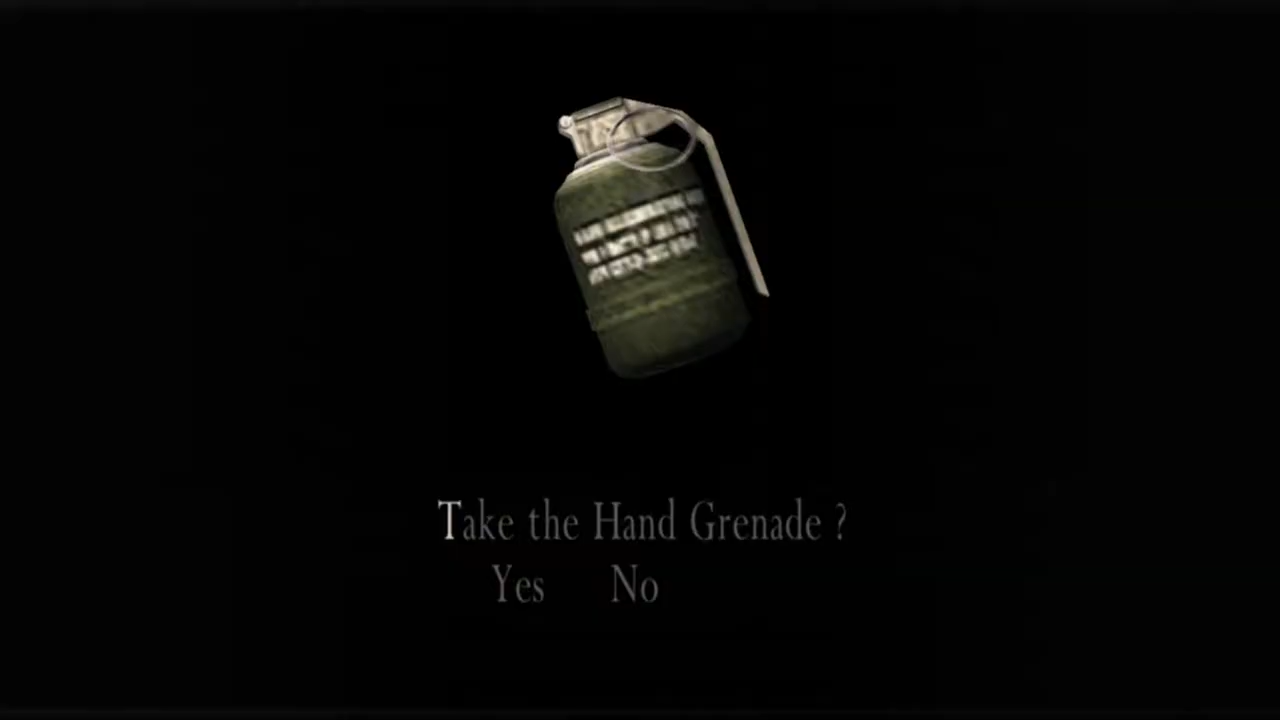 Take the Hand Grenade ?
Yes No